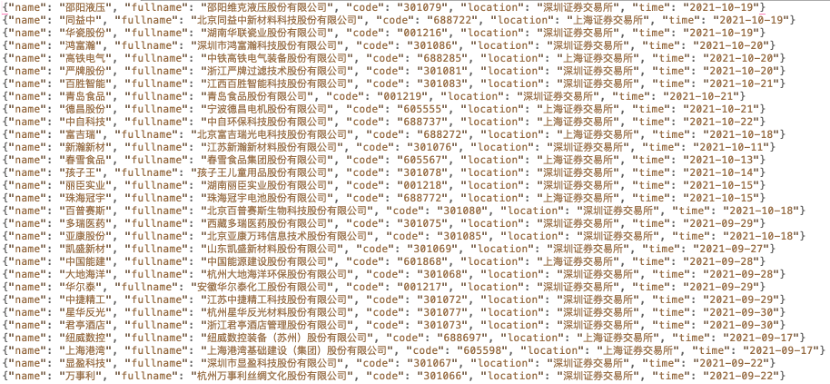 {"name": "邵阳液压", "fullname": "邵阳维克液压股份有限公司", "code": "301079", "location": "深圳证券交易所", "time": "2021-10-19"}
{"name": "同益中", "fullname": "北京同益中新材料科技股份有限公司", "code": "688722", "location": "上海证券交易所", "time": "2021-10-19"}
{"name": "华瓷股份", "fullname": "湖南华联瓷业股份有限公司", "code": "001216", "location": "深圳证券交易所", "time": "2021-10-19"}
{"name": "鸿富瀚", "fullname": "深圳市鸿富瀚科技股份有限公司", "code": "301086", "location": "深圳证券交易所", "time": "2021-10-20"}
{"name": "高铁电气", "fullname": "中铁高铁电气装备股份有限公司", "code": "688285", "location": "上海证券交易所", "time": "2021-10-20"}
{"name": "严牌股份", "fullname": "浙江严牌过滤技术股份有限公司", "code": "301081", "location": "深圳证券交易所", "time": "2021-10-20"}
{"name": "百胜智能", "fullname": "江西百胜智能科技股份有限公司", "code": "301083", "location": "深圳证券交易所", "time": "2021-10-21"}
{"name": "青岛食品", "fullname": "青岛食品股份有限公司", "code": "001219", "location": "深圳证券交易所", "time": "2021-10-21"}
{"name": "德昌股份", "fullname": "宁波德昌电机股份有限公司", "code": "605555", "location": "上海证券交易所", "time": "2021-10-21"}
{"name": "中自科技", "fullname": "中自环保科技股份有限公司", "code": "688737", "location": "上海证券交易所", "time": "2021-10-22"}
{"name": "富吉瑞", "fullname": "北京富吉瑞光电科技股份有限公司", "code": "688272", "location": "上海证券交易所", "time": "2021-10-18"}
{"name": "新瀚新材", "fullname": "江苏新瀚新材料股份有限公司", "code": "301076", "location": "深圳证券交易所", "time": "2021-10-11"}
{"name": "春雪食品", "fullname": "春雪食品集团股份有限公司", "code": "605567", "location": "上海证券交易所", "time": "2021-10-13"}
{"name": "孩子王", "fullname": "孩子王儿童用品股份有限公司", "code": "301078", "location": "深圳证券交易所", "time": "2021-10-14"}
{"name": "丽臣实业", "fullname": "湖南丽臣实业股份有限公司", "code": "001218", "location": "深圳证券交易所", "time": "2021-10-15"}
{"name": "珠海冠宇", "fullname": "珠海冠宇电池股份有限公司", "code": "688772", "location": "上海证券交易所", "time": "2021-10-15"}
{"name": "百普赛斯", "fullname": "北京百普赛斯生物科技股份有限公司", "code": "301080", "location": "深圳证券交易所", "time": "2021-10-18"}
{"name": "多瑞医药", "fullname": "西藏多瑞医药股份有限公司", "code": "301075", "location": "深圳证券交易所", "time": "2021-09-29"}
{"name": "亚康股份", "fullname": "北京亚康万玮信息技术股份有限公司", "code": "301085", "location": "深圳证券交易所", "time": "2021-10-18"}
{"name": "凯盛新材", "fullname": "山东凯盛新材料股份有限公司", "code": "301069", "location": "深圳证券交易所", "time": "2021-09-27"}
{"name": "中国能建", "fullname": "中国能源建设股份有限公司", "code": "601868", "location": "上海证券交易所", "time": "2021-09-28"}
{"name": "大地海洋", "fullname": "杭州大地海洋环保股份有限公司", "code": "301068", "location": "深圳证券交易所", "time": "2021-09-28"}
{"name": "华尔泰", "fullname": "安徽华尔泰化工股份有限公司", "code": "001217", "location": "深圳证券交易所", "time": "2021-09-29"}
{"name": "中捷精工", "fullname": "江苏中捷精工科技股份有限公司", "code": "301072", "location": "深圳证券交易所", "time": "2021-09-29"}
{"name": "星华反光", "fullname": "杭州星华反光材料股份有限公司", "code": "301077", "location": "深圳证券交易所", "time": "2021-09-30"}
{"name": "君亭酒店", "fullname": "浙江君亭酒店管理股份有限公司", "code": "301073", "location": "深圳证券交易所", "time": "2021-09-30"}
{"name": "纽威数控", "fullname": "纽威数控装备（苏州）股份有限公司", "code": "688697", "location": "上海证券交易所", "time": "2021-09-17"}
{"name": "上海港湾", "fullname": "上海港湾基础建设（集团）股份有限公司", "code": "605598", "location": "上海证券交易所", "time": "2021-09-17"}
{"name": "显盈科技", "fullname": "深圳市显盈科技股份有限公司", "code": "301067", "location": "深圳证券交易所", "time": "2021-09-22"}
{"name": "万事利", "fullname": "杭州万事利丝绸文化股份有限公司", "code": "301066", "location": "深圳证券交易所", "time": "2021-09-22"}